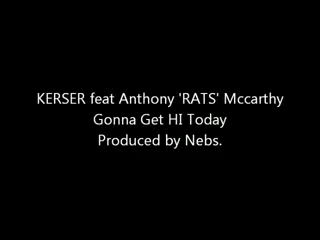 KERSER feat Anthony 'RATS' Mccarthy
Gonna Get HI Today
Produced by Nebs.